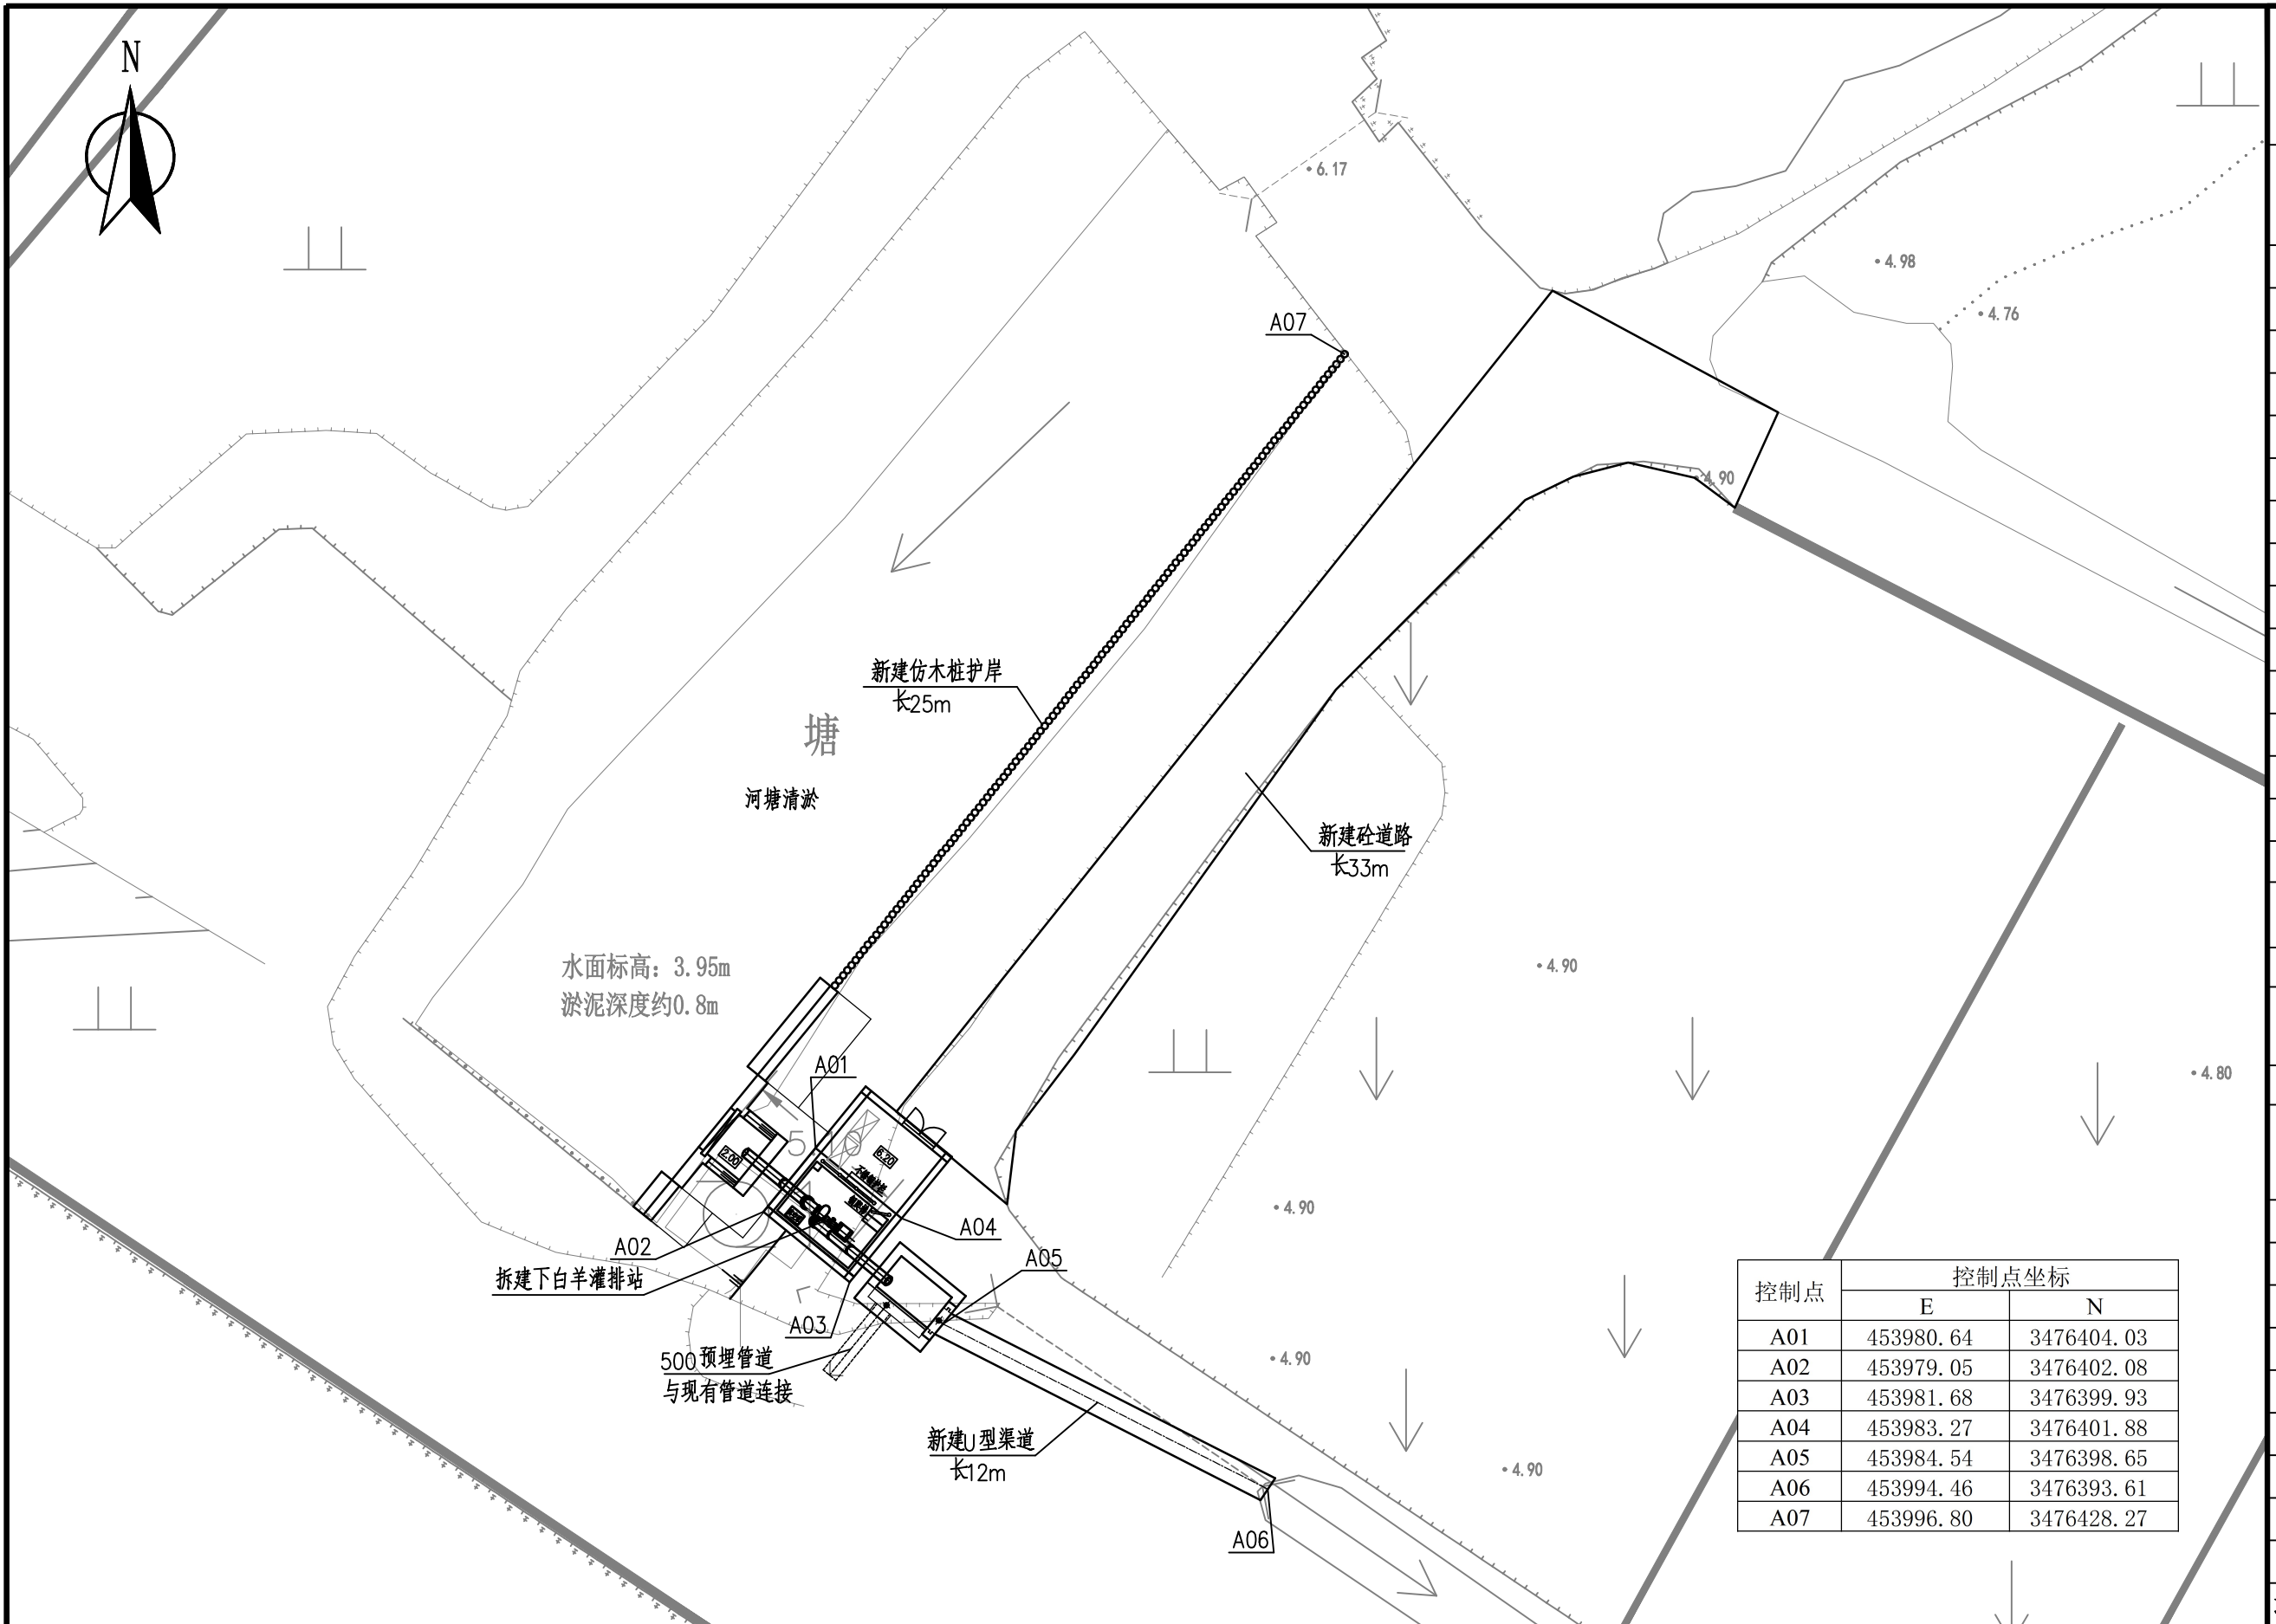 N
6.17
4.98
4.76
A07
4.90
新建仿木桩护岸
长25m
塘
河塘清淤
新建砼道路
长33m
水面标高：3.95m
淤泥深度约0.8m
4.90
4.80
A01
6.20
2.00
4.90
A04
A02
A05
拆建下白羊灌排站
A03
500预埋管道
与现有管道连接
4.90
新建U型渠道
长12m
4.90
A06
控制点 控制点坐标
E N
A01 453980.64 3476404.03
A02 453979.05 3476402.08
A03 453981.68 3476399.93
A04 453983.27 3476401.88
A05 453984.54 3476398.65
A06 453994.46 3476393.61
A07 453996.80 3476428.27